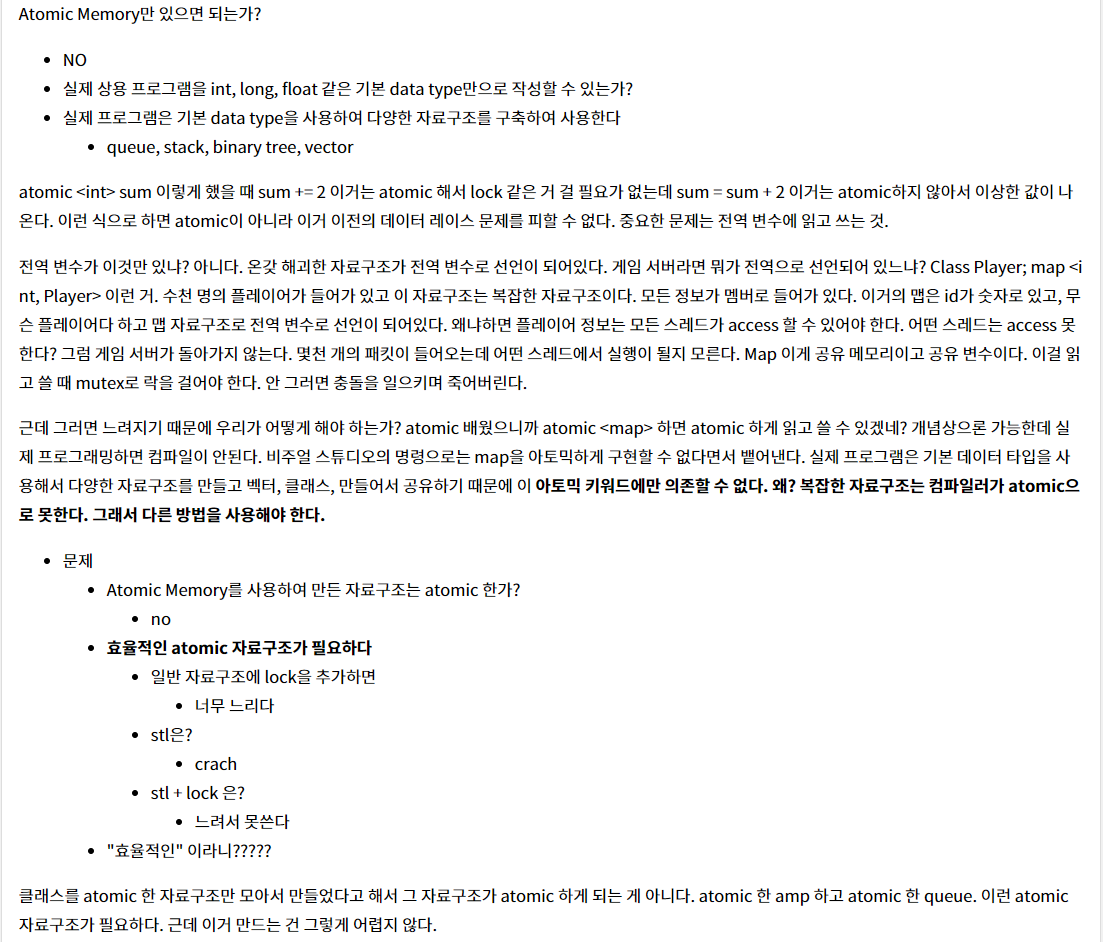 Atomic Memory만 있으면 되는가?
NO
실제 상용 프로그램을 int, long, float 같은 기본 data type만으로 작성할 수 있는가?
실제 프로그램은 기본 data type을 사용하여 다양한 자료구조를 구축하여 사용한다
queue, stack, binary tree, vector
atomic <int> sum 이렇게 했을 때 sum += 2 이거는 atomic 해서 lock 같은 거 걸 필요가 없는데 sum = sum + 2 이거는 atomic하지 않아서 이상한 값이 나
온다. 이런 식으로 하면 atomic이 아니라 이거 이전의 데이터 레이스 문제를 피할 수 없다. 중요한 문제는 전역 변수에 읽고 쓰는 것.
전역 변수가 이것만 있냐? 아니다. 온갖 해괴한 자료구조가 전역 변수로 선언이 되어있다. 게임 서버라면 뭐가 전역으로 선언되어 있느냐? Class Player; map <i
nt, Player> 이런 거. 수천 명의 플레이어가 들어가 있고 이 자료구조는 복잡한 자료구조이다. 모든 정보가 멤버로 들어가 있다. 이거의 맵은 id가 숫자로 있고, 무
슨 플레이어다 하고 맵 자료구조로 전역 변수로 선언이 되어있다. 왜냐하면 플레이어 정보는 모든 스레드가 access 할 수 있어야 한다. 어떤 스레드는 access 못
한다? 그럼 게임 서버가 돌아가지 않는다. 몇천 개의 패킷이 들어오는데 어떤 스레드에서 실행이 될지 모른다. Map 이게 공유 메모리이고 공유 변수이다. 이걸 읽
고 쓸 때 mutex로 락을 걸어야 한다. 안 그러면 충돌을 일으키며 죽어버린다.
근데 그러면 느려지기 때문에 우리가 어떻게 해야 하는가? atomic 배웠으니까 atomic <map> 하면 atomic 하게 읽고 쓸 수 있겠네? 개념상으론 가능한데 실
제 프로그래밍하면 컴파일이 안된다. 비주얼 스튜디오의 명령으로는 map을 아토믹하게 구현할 수 없다면서 뱉어낸다. 실제 프로그램은 기본 데이터 타입을 사
용해서 다양한 자료구조를 만들고 벡터, 클래스, 만들어서 공유하기 때문에 이 아토믹 키워드에만 의존할 수 없다. 왜? 복잡한 자료구조는 컴파일러가 atomic으
로 못한다. 그래서 다른 방법을 사용해야 한다.
문제
Atomic Memory를 사용하여 만든 자료구조는 atomic 한가?
no
효율적인 atomic 자료구조가 필요하다
일반 자료구조에 lock을 추가하면
너무 느리다
stl은?
crach
stl + lock 은?
느려서 못쓴다
"효율적인" 이라니?????
클래스를 atomic 한 자료구조만 모아서 만들었다고 해서 그 자료구조가 atomic 하게 되는 게 아니다. atomic 한 amp 하고 atomic 한 queue. 이런 atomic
자료구조가 필요하다. 근데 이거 만드는 건 그렇게 어렵지 않다.